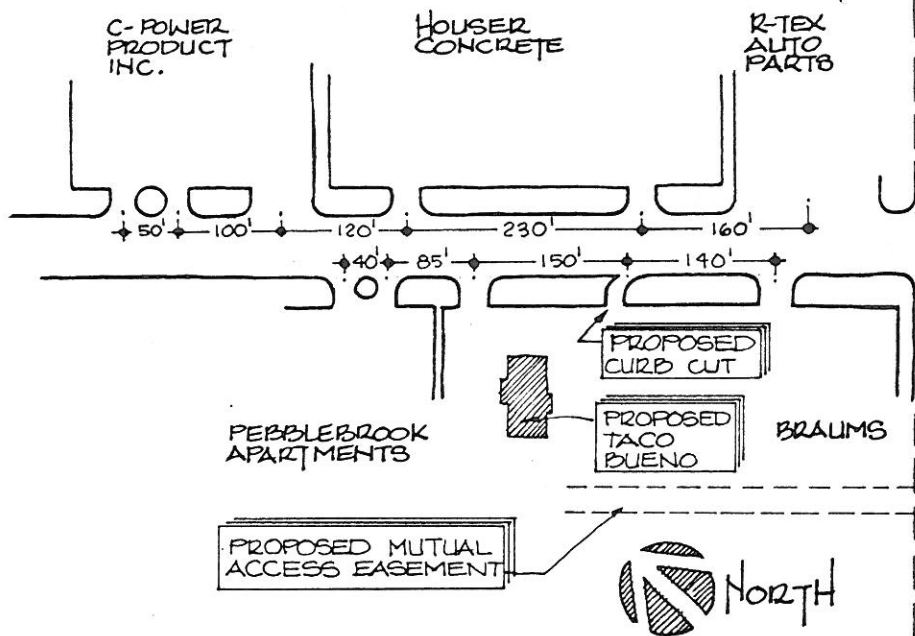 C-POWER
PRODUCT
INC.
HOUSER
CONCRETE
R-TEX
AUTO
PARTS
50' 100' 120' 230' 160'
40' 85' 150' 140'
PROPOSED
CURB CUT
PEBBLEBROOK
APARTMENTS
PROPOSED
TACO
BUENO
BRAUMS
PROPOSED MUTUAL
ACCESS EASEMENT
NORTH